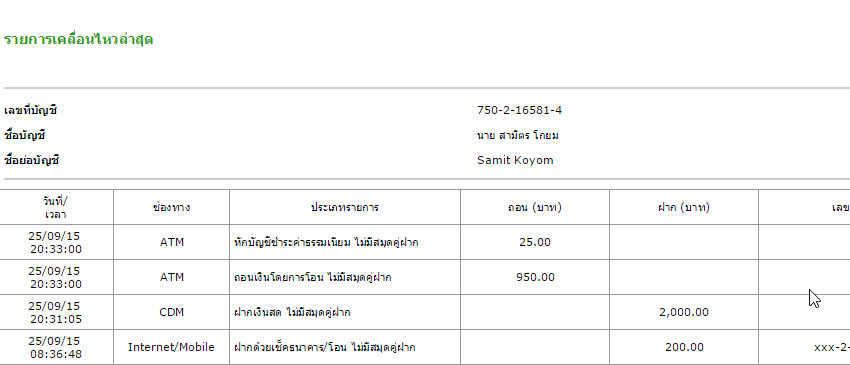 รายการเคลื่อนไหวล่าสุด
เลขที่บัญชี 750-2-16581-4
ชื่อบัญชี นาย สามิตร โกยม
ชื่อย่อบัญชี Samit Koyom
วันที่/
เวลา ช่องทาง ประเภทรายการ ถอน (บาท) ฝาก (บาท) เลข
25/09/15
20:33:00 ATM หักบัญชีชำระค่าธรรมเนียม ไม่มีสมุดคู่ฝาก 25.00
25/09/15
20:33:00 ATM ถอนเงินโดยการโอน ไม่มีสมุดคู่ฝาก 950.00
25/09/15
20:31:05 CDM ฝากเงินสด ไม่มีสมุดคู่ฝาก 2,000.00
25/09/15
08:36:48 Internet/Mobile ฝากด้วยเช็คธนาคาร/โอน ไม่มีสมุดคู่ฝาก 200.00 xxx-2-